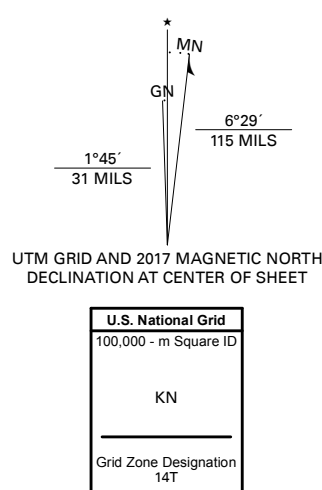 MN
GN
6°29´
115 MILS
1°45´
31 MILS
UTM GRID AND 2017 MAGNETIC NORTH
DECLINATION AT CENTER OF SHEET
U.S. National Grid
100,000 - m Square ID
KN
Grid Zone Designation
14T